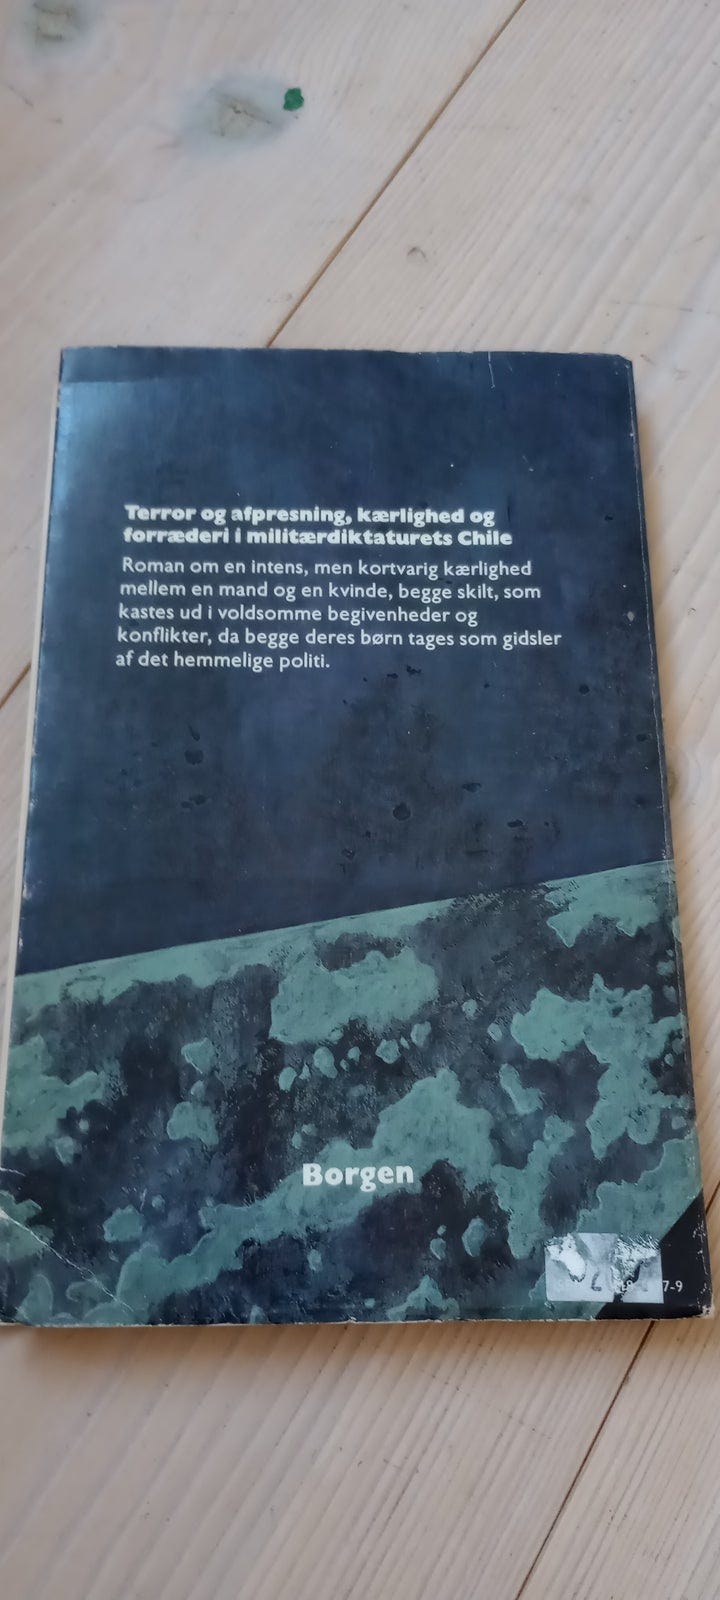 Terror og afpresning, kærlighed og
forræderi i militærdiktaturets Chile
Roman om en intens, men kortvarig kærlighed
mellem en mand og en kvinde, begge skilt, som
kastes ud i voldsomme begivenheder og
konflikter, da begge deres børn tages som gidsler
af det hemmelige politi.
Borgen
7-9